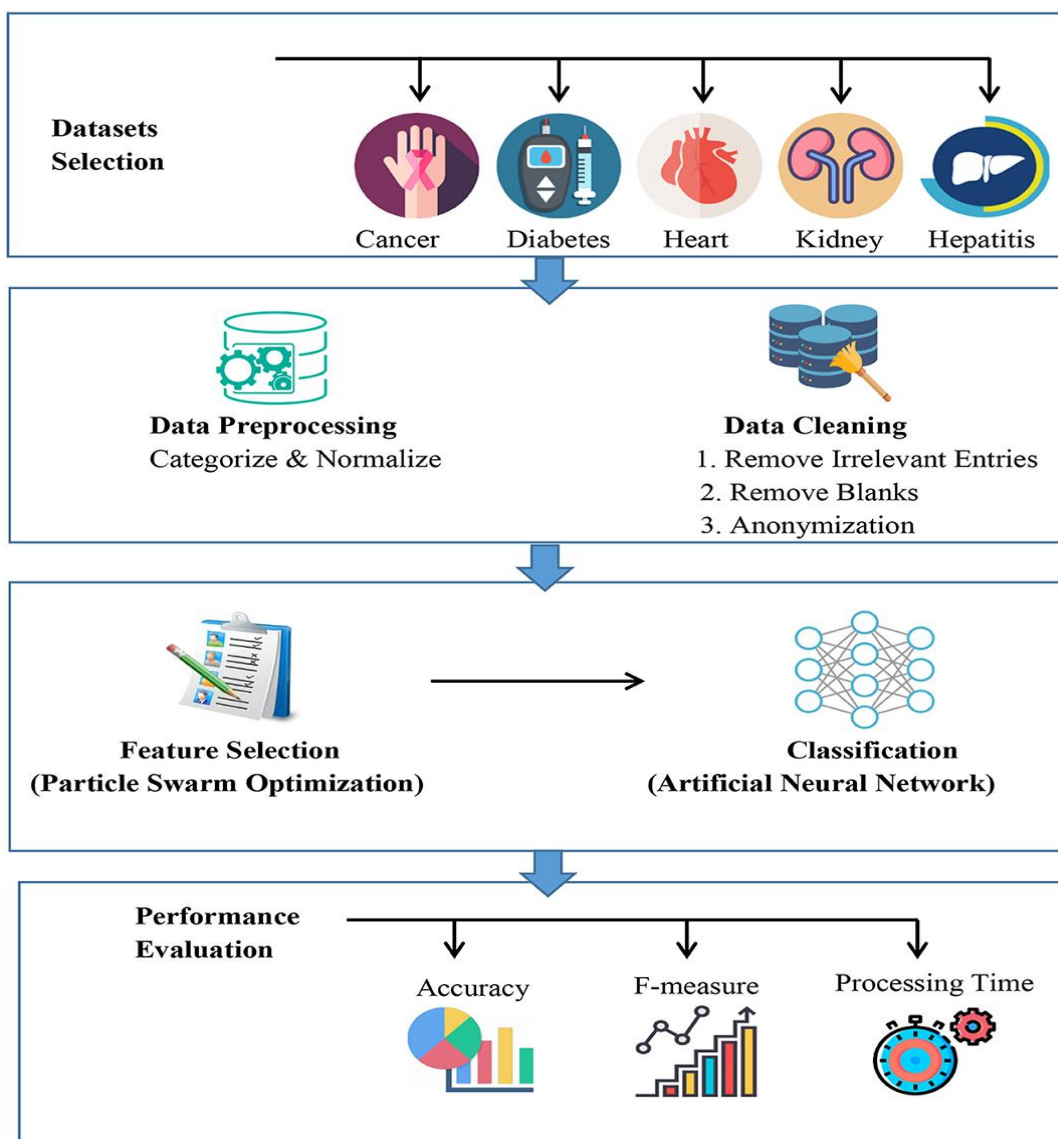 Datasets
Selection
Cancer
Diabetes
Heart
Kidney
Hepatitis
Data Preprocessing
Categorize & Normalize
Data Cleaning
1. Remove Irrelevant Entries
2. Remove Blanks
3. Anonymization
Feature Selection
(Particle Swarm Optimization)
Classification
(Artificial Neural Network)
Performance
Evaluation
Accuracy
F-measure
Processing Time